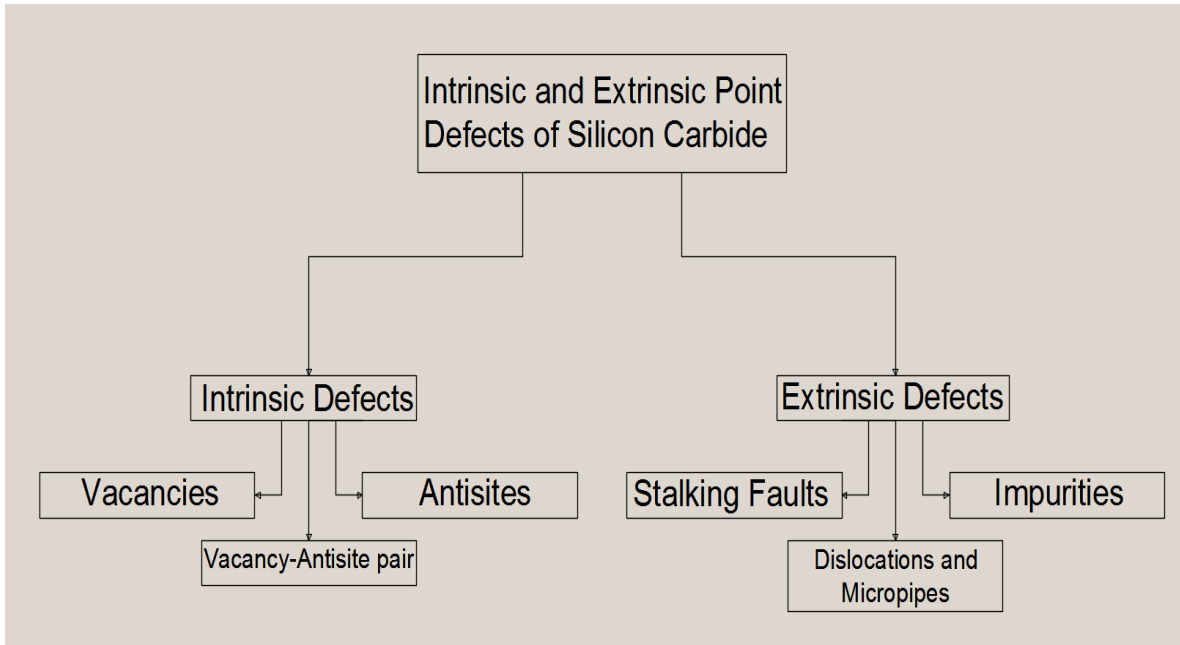 Intrinsic and Extrinsic Point
Defects of Silicon Carbide
Intrinsic Defects
Extrinsic Defects
Vacancies
Antisites
Stalking Faults
Impurities
Vacancy-Antisite pair
Dislocations and
Micropipes